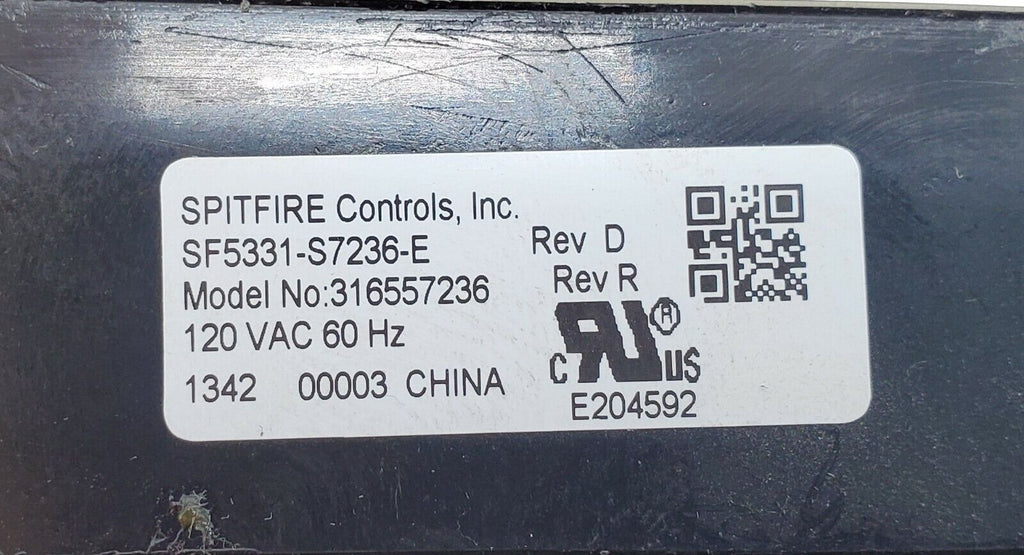 SPITFIRE Controls, Inc.
SF5331-S7236-E Rev D
Model No:316557236 Rev R
120 VAC 60 Hz
c RU ® US
1342 00003 CHINA
E204592